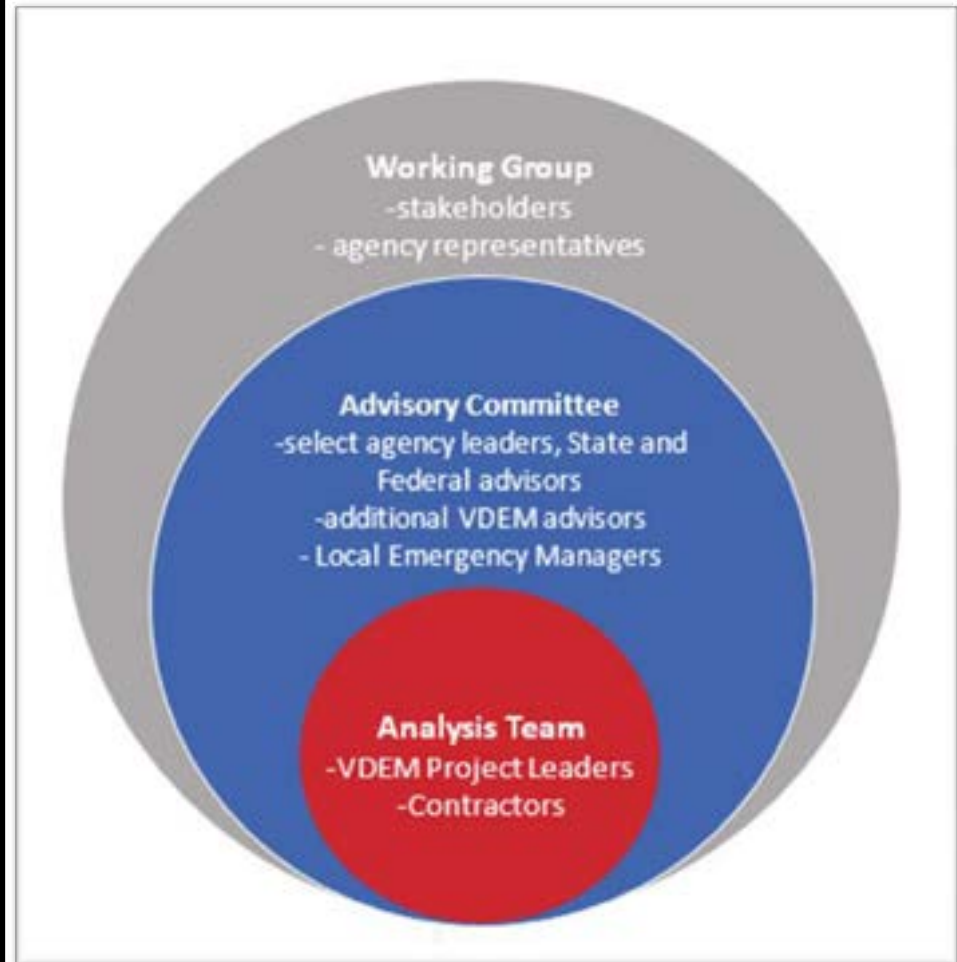 Working Group
-stakeholders
- agency representatives
Advisory Committee
-select agency leaders, State and
Federal advisors
-additional VDEM advisors
- Local Emergency Managers
Analysis Team
-VDEM Project Leaders
-Contractors